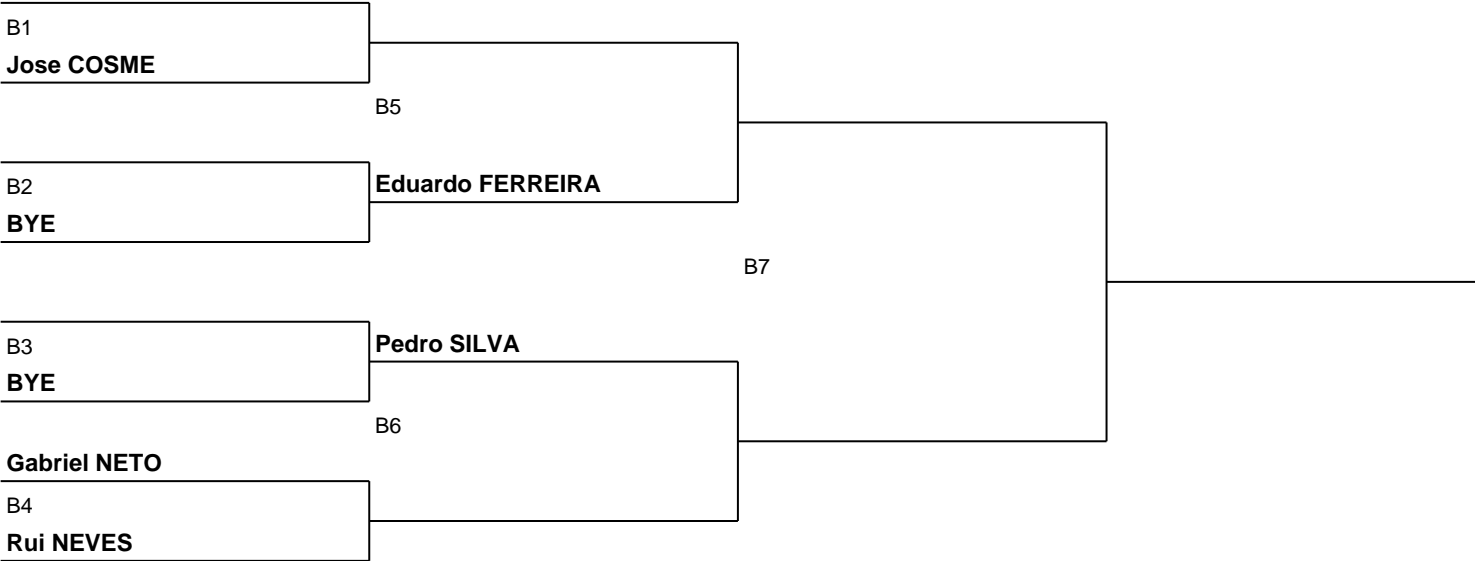 B1
Jose COSME
B5
B2
Eduardo FERREIRA
BYE
B7
B3
Pedro SILVA
BYE
B6
Gabriel NETO
B4
Rui NEVES